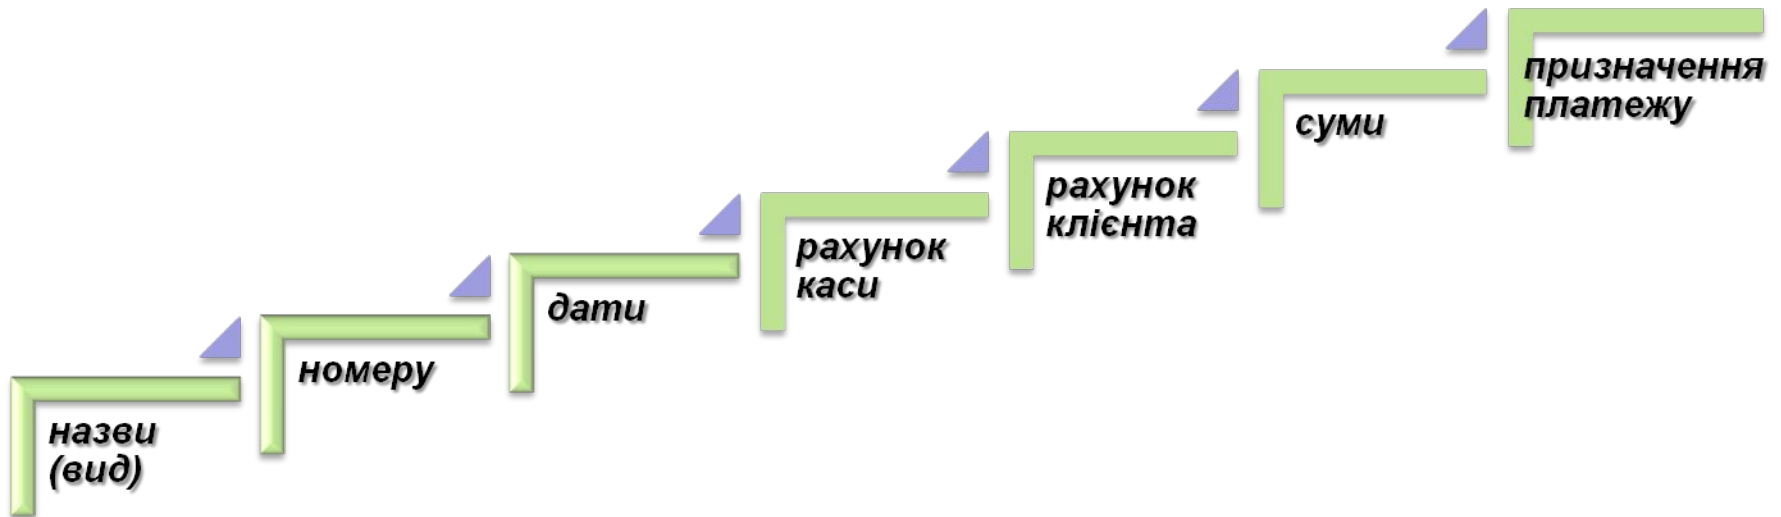 назви
(вид)
номеру
дати
рахунок
каси
рахунок
клієнта
суми
призначення
платежу